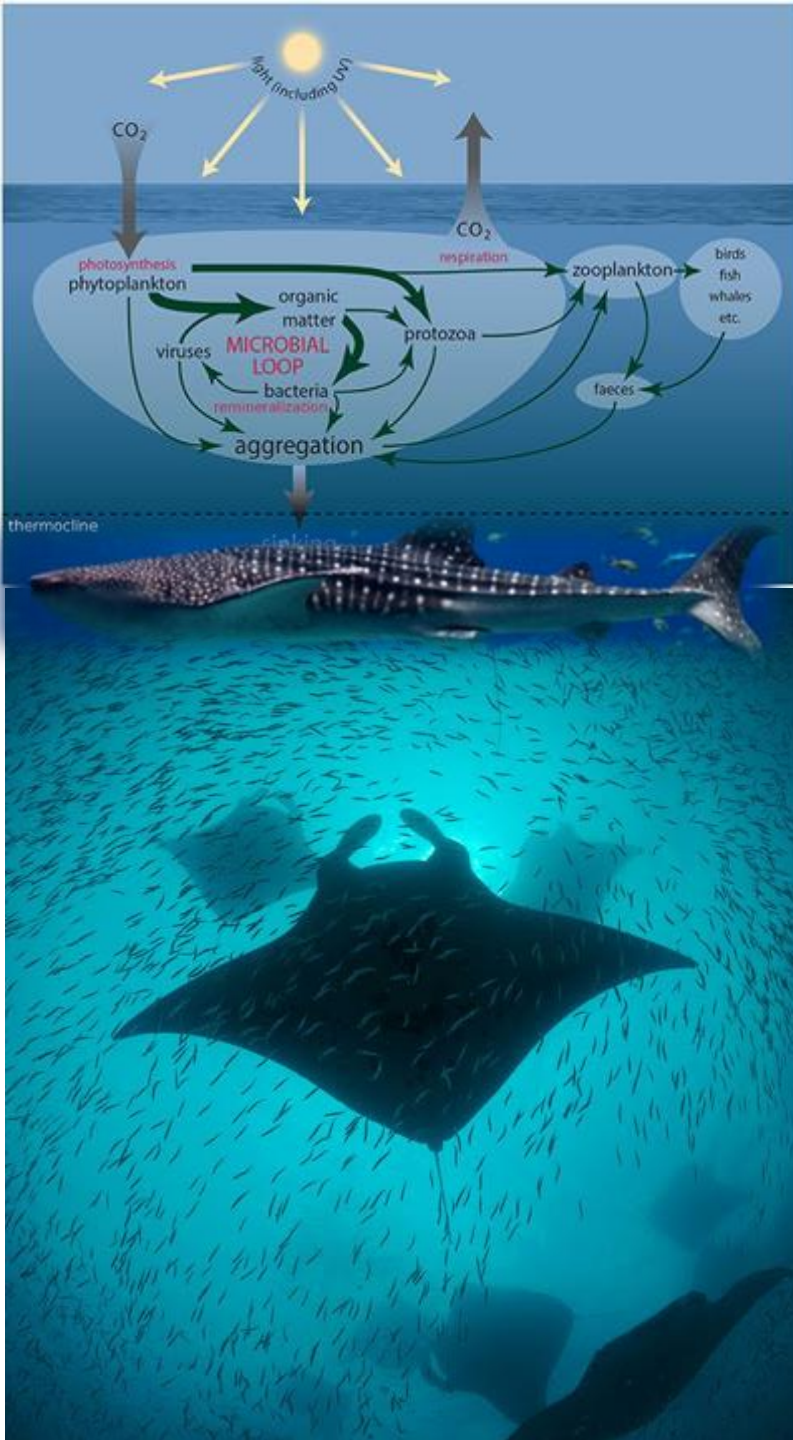 light (including UV)
CO₂
CO₂
photosynthesis
respiration
phytoplankton
zooplankton
birds
fish
whales
etc.
organic
matter
protozoa
viruses
MICROBIAL
LOOP
bacteria
remineralization
faeces
aggregation
thermocline
sinking